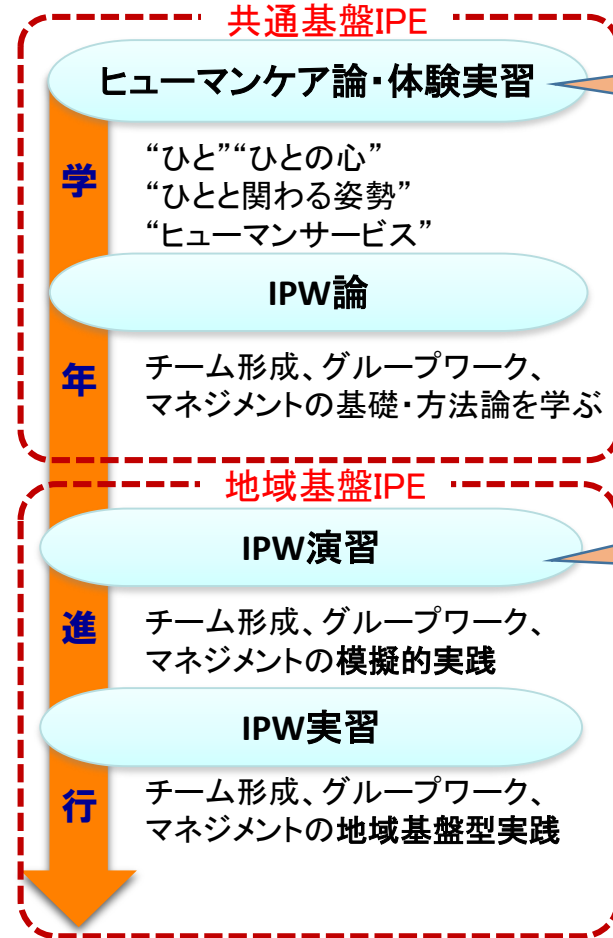 共通基盤IPE
ヒューマンケア論・体験実習
学
“ひと”“ひとの心”
“ひとと関わる姿勢”
“ヒューマンサービス”
IPW論
年
チーム形成、グループワーク、
マネジメントの基礎・方法論を学ぶ
地域基盤IPE
IPW演習
進
チーム形成、グループワーク、
マネジメントの模擬的実践
IPW実習
行
チーム形成、グループワーク、
マネジメントの地域基盤型実践